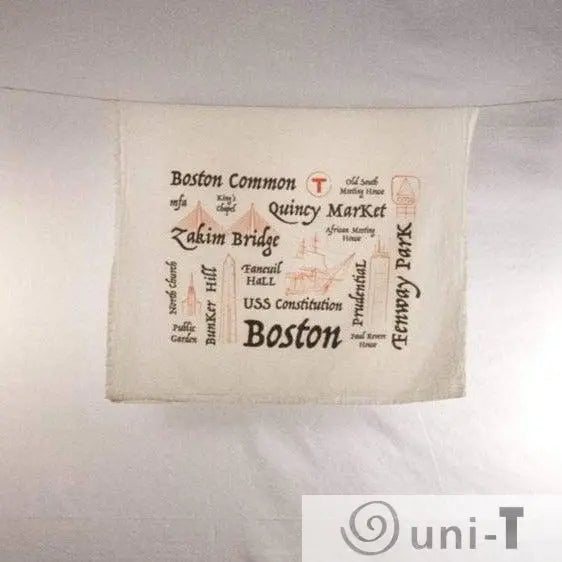 Boston Common
T
Old South
Meeting House
mfa
King's
Chapel
Quincy Market
African Meeting
House
Zakim Bridge
Fenway Park
North Church
Bunker Hill
Faneuil
Hall
Prudential
USS Constitution
Public
Garden
Boston
Paul Revere
House
uni-T